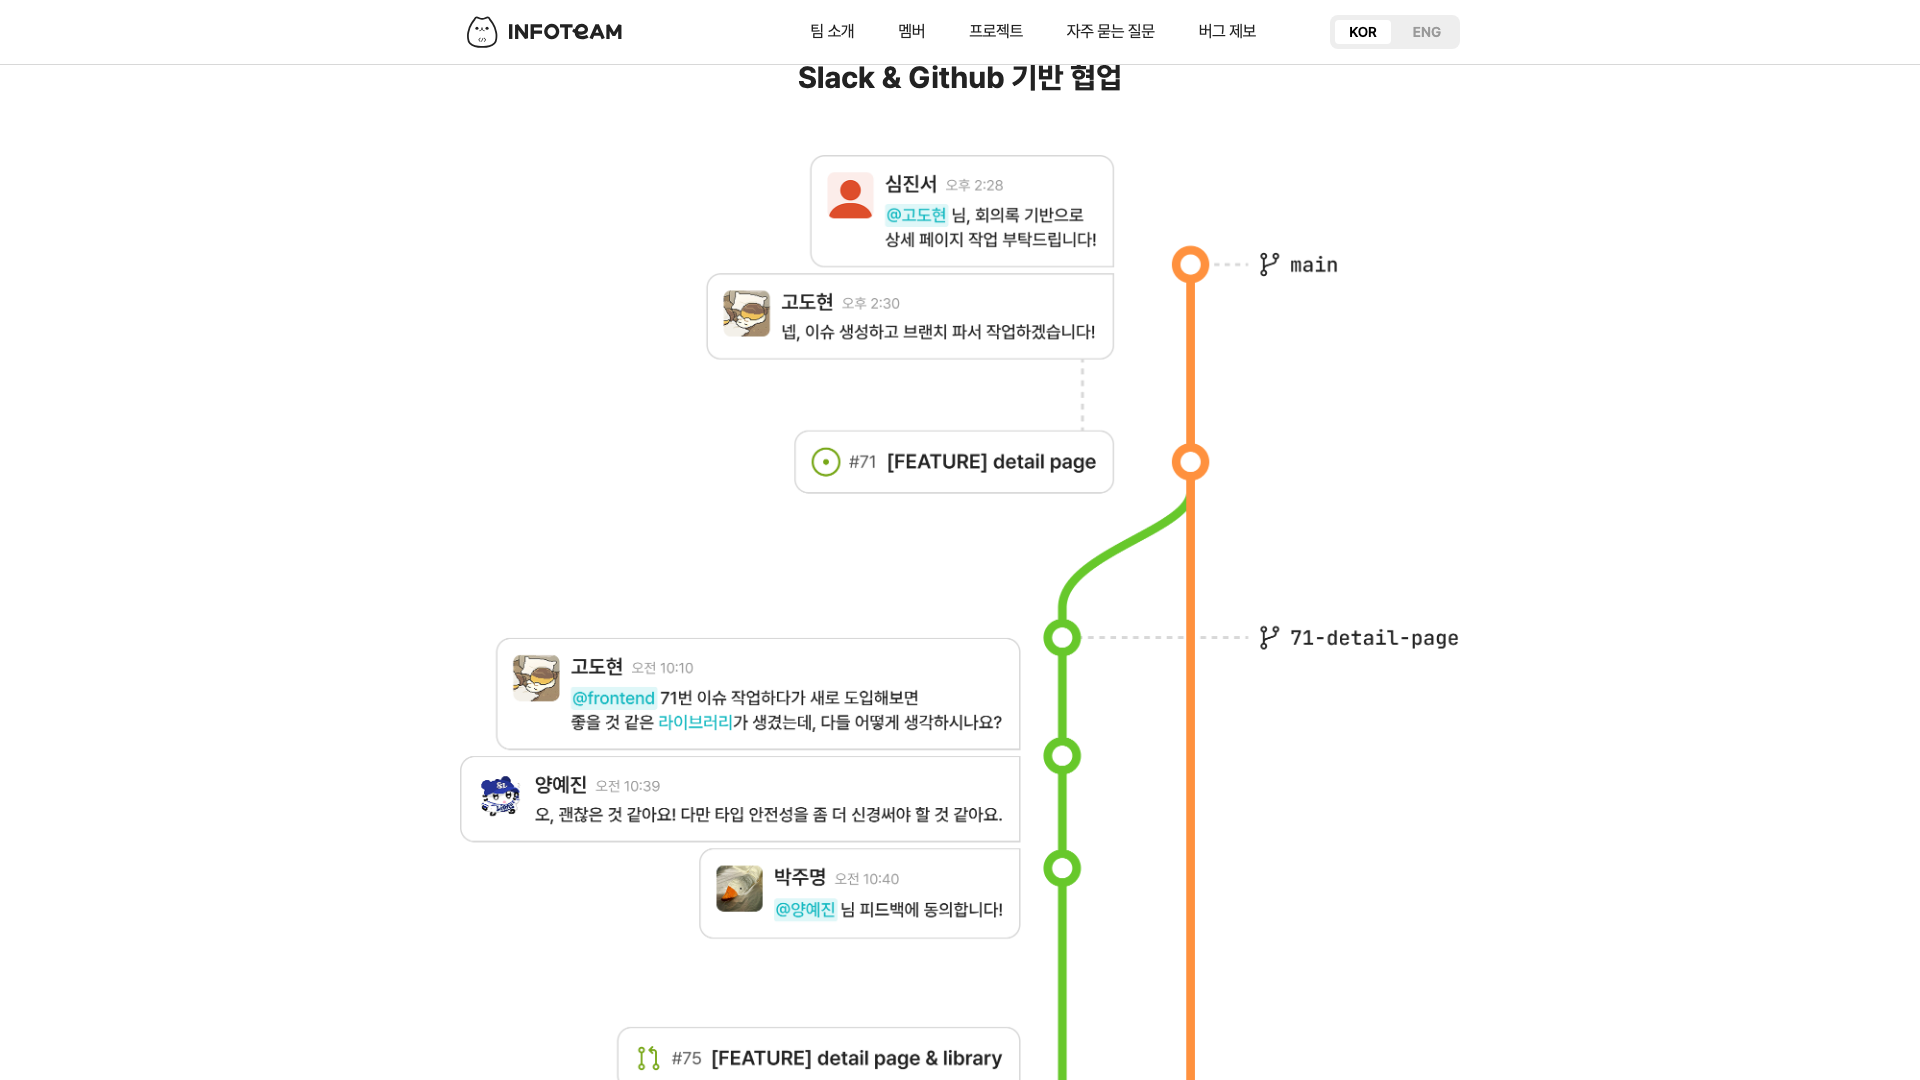 INFOTEAM
팀 소개
멤버
프로젝트
자주 묻는 질문
버그 제보
KOR
ENG
Slack & Github 기반 협업
심진서 오후 2:28
@고도현 님, 회의록 기반으로
상세 페이지 작업 부탁드립니다!
main
고도현 오후 2:30
넵, 이슈 생성하고 브랜치 파서 작업하겠습니다!
#71 [FEATURE] detail page
71-detail-page
고도현 오전 10:10
@frontend 71번 이슈 작업하다가 새로 도입해보면
좋을 것 같은 라이브러리가 생겼는데, 다들 어떻게 생각하시나요?
양예진 오전 10:39
오, 괜찮은 것 같아요! 다만 타입 안전성을 좀 더 신경써야 할 것 같아요.
박주명 오전 10:40
@양예진 님 피드백에 동의합니다!
#75 [FEATURE] detail page & library